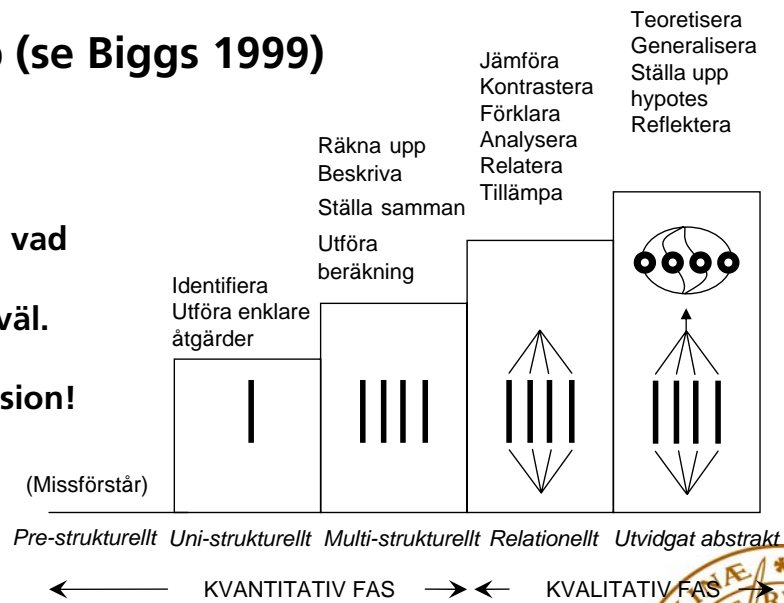 (se Biggs 1999)
vad
väl.
sion!
(Missförstår)
Identifiera
Utföra enklare
åtgärder
Räkna upp
Beskriva
Ställa samman
Utföra
beräkning
Jämföra
Kontrastera
Förklara
Analysera
Relatera
Tillämpa
Teoretisera
Generalisera
Ställa upp
hypotes
Reflektera
Pre-strukturellt Uni-strukturellt Multi-strukturellt Relationellt Utvidgat abstrakt
KVANTITATIV FAS KVALITATIV FAS